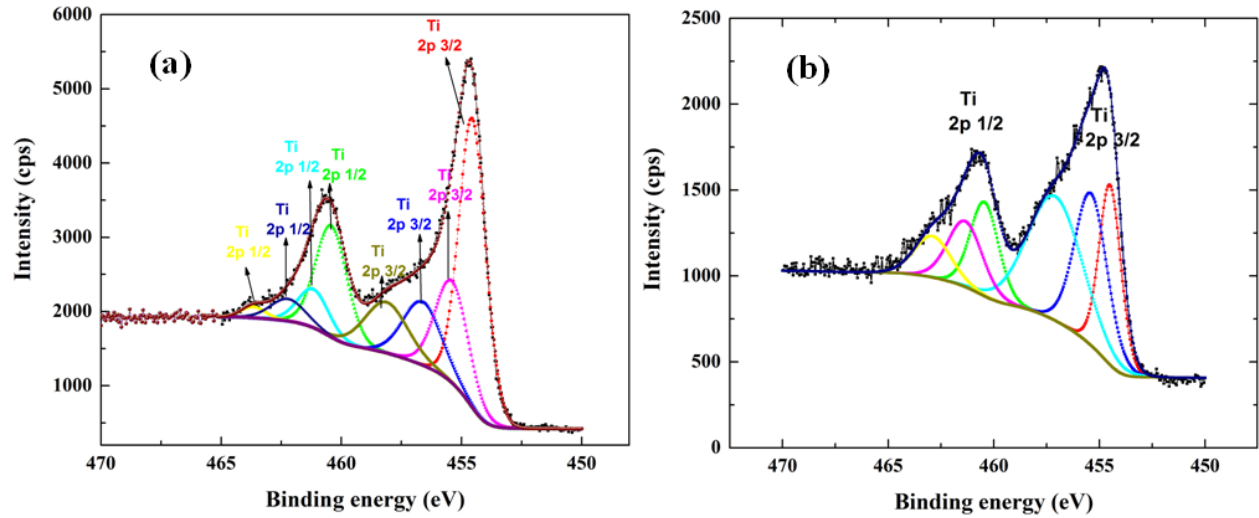 (a)
Intensity (cps)
6000
5000
4000
3000
2000
1000
Ti
2p 3/2
Ti
2p 1/2
Ti
2p 1/2
Ti
2p 1/2
Ti
2p 1/2
Ti
2p 3/2
Ti
2p 3/2
Ti
2p 3/2
470
465
460
455
450
Binding energy (eV)
(b)
Intensity (cps)
2500
2000
1500
1000
500
0
Ti
2p 1/2
Ti
2p 3/2
470
465
460
455
450
Binding energy (eV)